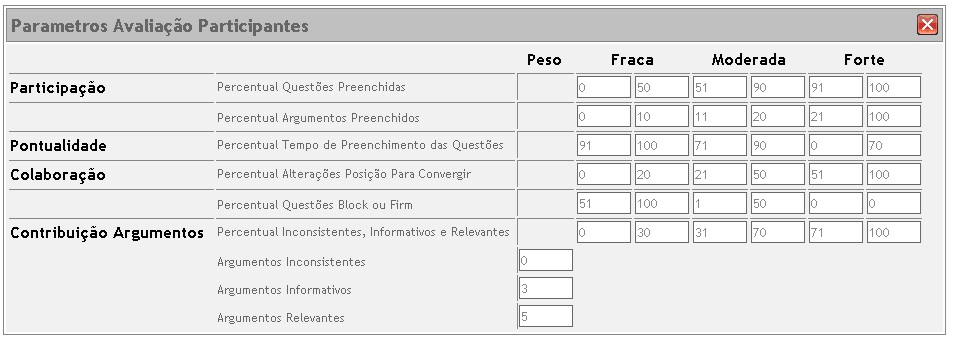 Parametros Avaliação Participantes
Peso Fraca Moderada Forte
Participação Percentual Questões Preenchidas 0 50 51 90 91 100
Percentual Argumentos Preenchidos 0 10 11 20 21 100
Pontualidade Percentual Tempo de Preenchimento das Questões 91 100 71 90 0 70
Colaboração Percentual Alterações Posição Para Convergir 0 20 21 50 51 100
Percentual Questões Block ou Firm 51 100 1 50 0 0
Contribuição Argumentos Percentual Inconsistentes, Informativos e Relevantes 0 30 31 70 71 100
Argumentos Inconsistentes 0
Argumentos Informativos 3
Argumentos Relevantes 5